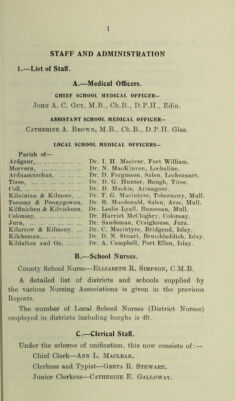 1
STAFF AND ADMINISTRATION
I.—List of Staff.
A.—Medical Officers.
CHIEF SCHOOL MEDICAL OFFICER—
JOHN A. C. GUY, M.B., Ch.B., D.P.H., Edin.
ASSISTANT SCHOOL MEDICAL OFFICER—
CATHERINE A. BROWN, M.B., Ch.B., D.P.H. Glas.
LOCAL SCHOOL MEDICAL OFFICERS—
Parish of—
Ardgour, ... Dr. I. H. Maciver, Fort William.
Morvern, ... Dr. N. MacKinven, Lochaline.
Ardnamurchan, ... Dr. D. Fergusson, Salen, Lochsunart.
Tiree, ... Dr. D. G. Hunter, Baugh, Tiree.
Coll, ... Dr. D. Mackie, Arinagour.
Kilninian & Kilmore, Dr. T. G. Macintyre, Tobermory, Mull.
Torosay & Pennygowan, Dr. R. Macdonald, Salen, Aros, Mull.
Kilfinichen & Kilvickeon, Dr. Leslie Lyall, Bunessan, Mull.
Colonsay, ... Dr. Harriet McClughry, Colonsay.
Jura, ... Dr. Sandeman, Craighouse, Jura.
Kilarrow & Kilmeny, ... Dr. C. Macintyre, Bridgend, Islay.
Kilchoman, ... Dr. D. N. Stuart, Bruichladdich, Islay.
Kildalton and Oa, ... Dr. A. Campbell, Port Ellen, Islay.
B.—School Nurses.
County School Nurse—ELIZABETH R. SIMPSON, C.M.B.
A detailed list of districts and schools supplied by
the various Nursing Associations is given in the previous
Reports.
The number of Local School Nurses (District Nurses)
employed in districts including burghs is 49.
C.—Clerical Staff.
Under the scheme of unification, this now consists of:—
Chief Clerk—ANN L. MACLEAN.
Clerkess and Typist—GRETA R. STEWART.
Junior Clerkess—CATHERINE E. GALLOWAY.